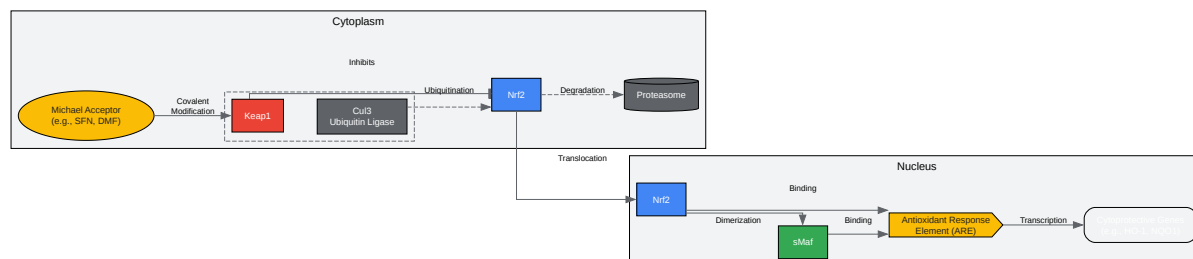 Cytoplasm
Inhibits
Michael Acceptor
(e.g., SFN, DMF)
Covalent
Modification
Keap1
Cul3
Ubiquitin Ligase
Ubiquitination
Nrf2
Degradation
Proteasome
Translocation
Nucleus
Nrf2
Binding
Dimerization
sMaf
Binding
Antioxidant Response
Element (ARE)
Transcription